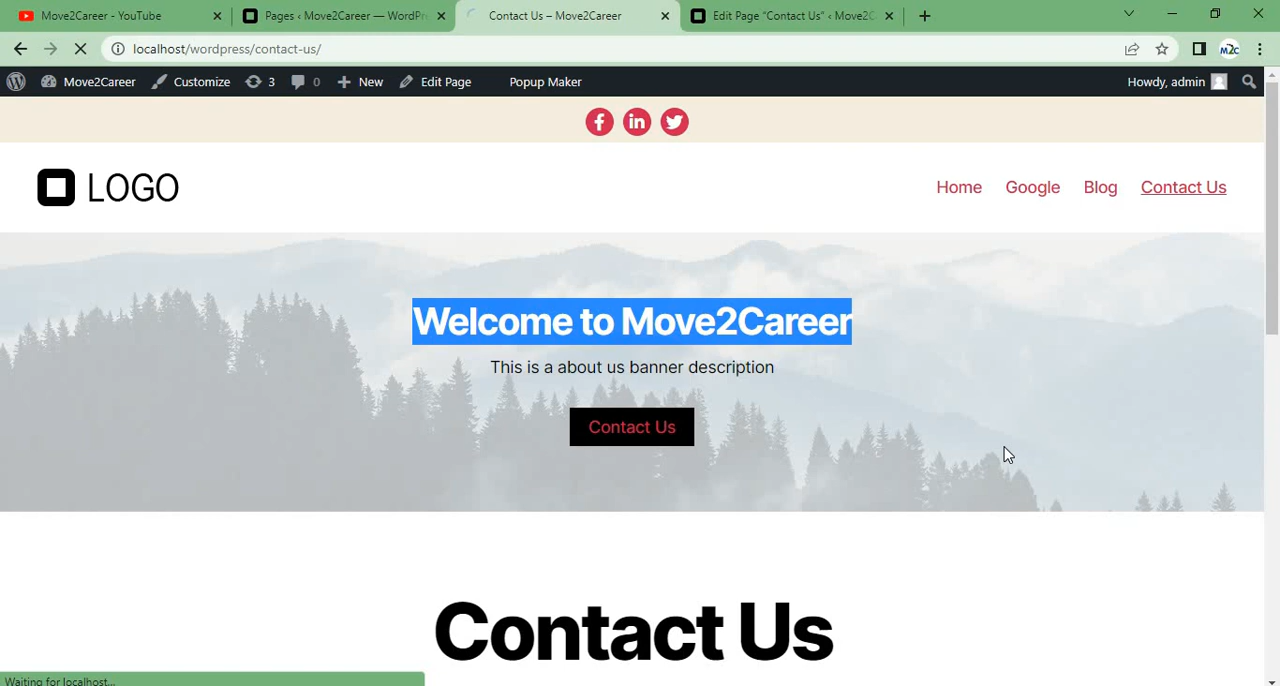 Move2Career - YouTube
Pages ‹ Move2Career — WordPr
Contact Us – Move2Career
Edit Page “Contact Us” ‹ Move2C
localhost/wordpress/contact-us/
M2C
Move2Career
Customize
3
0
New
Edit Page
Popup Maker
Howdy, admin
LOGO
Home
Google
Blog
Contact Us
Welcome to Move2Career
This is a about us banner description
Contact Us
Contact Us
Waiting for localhost...